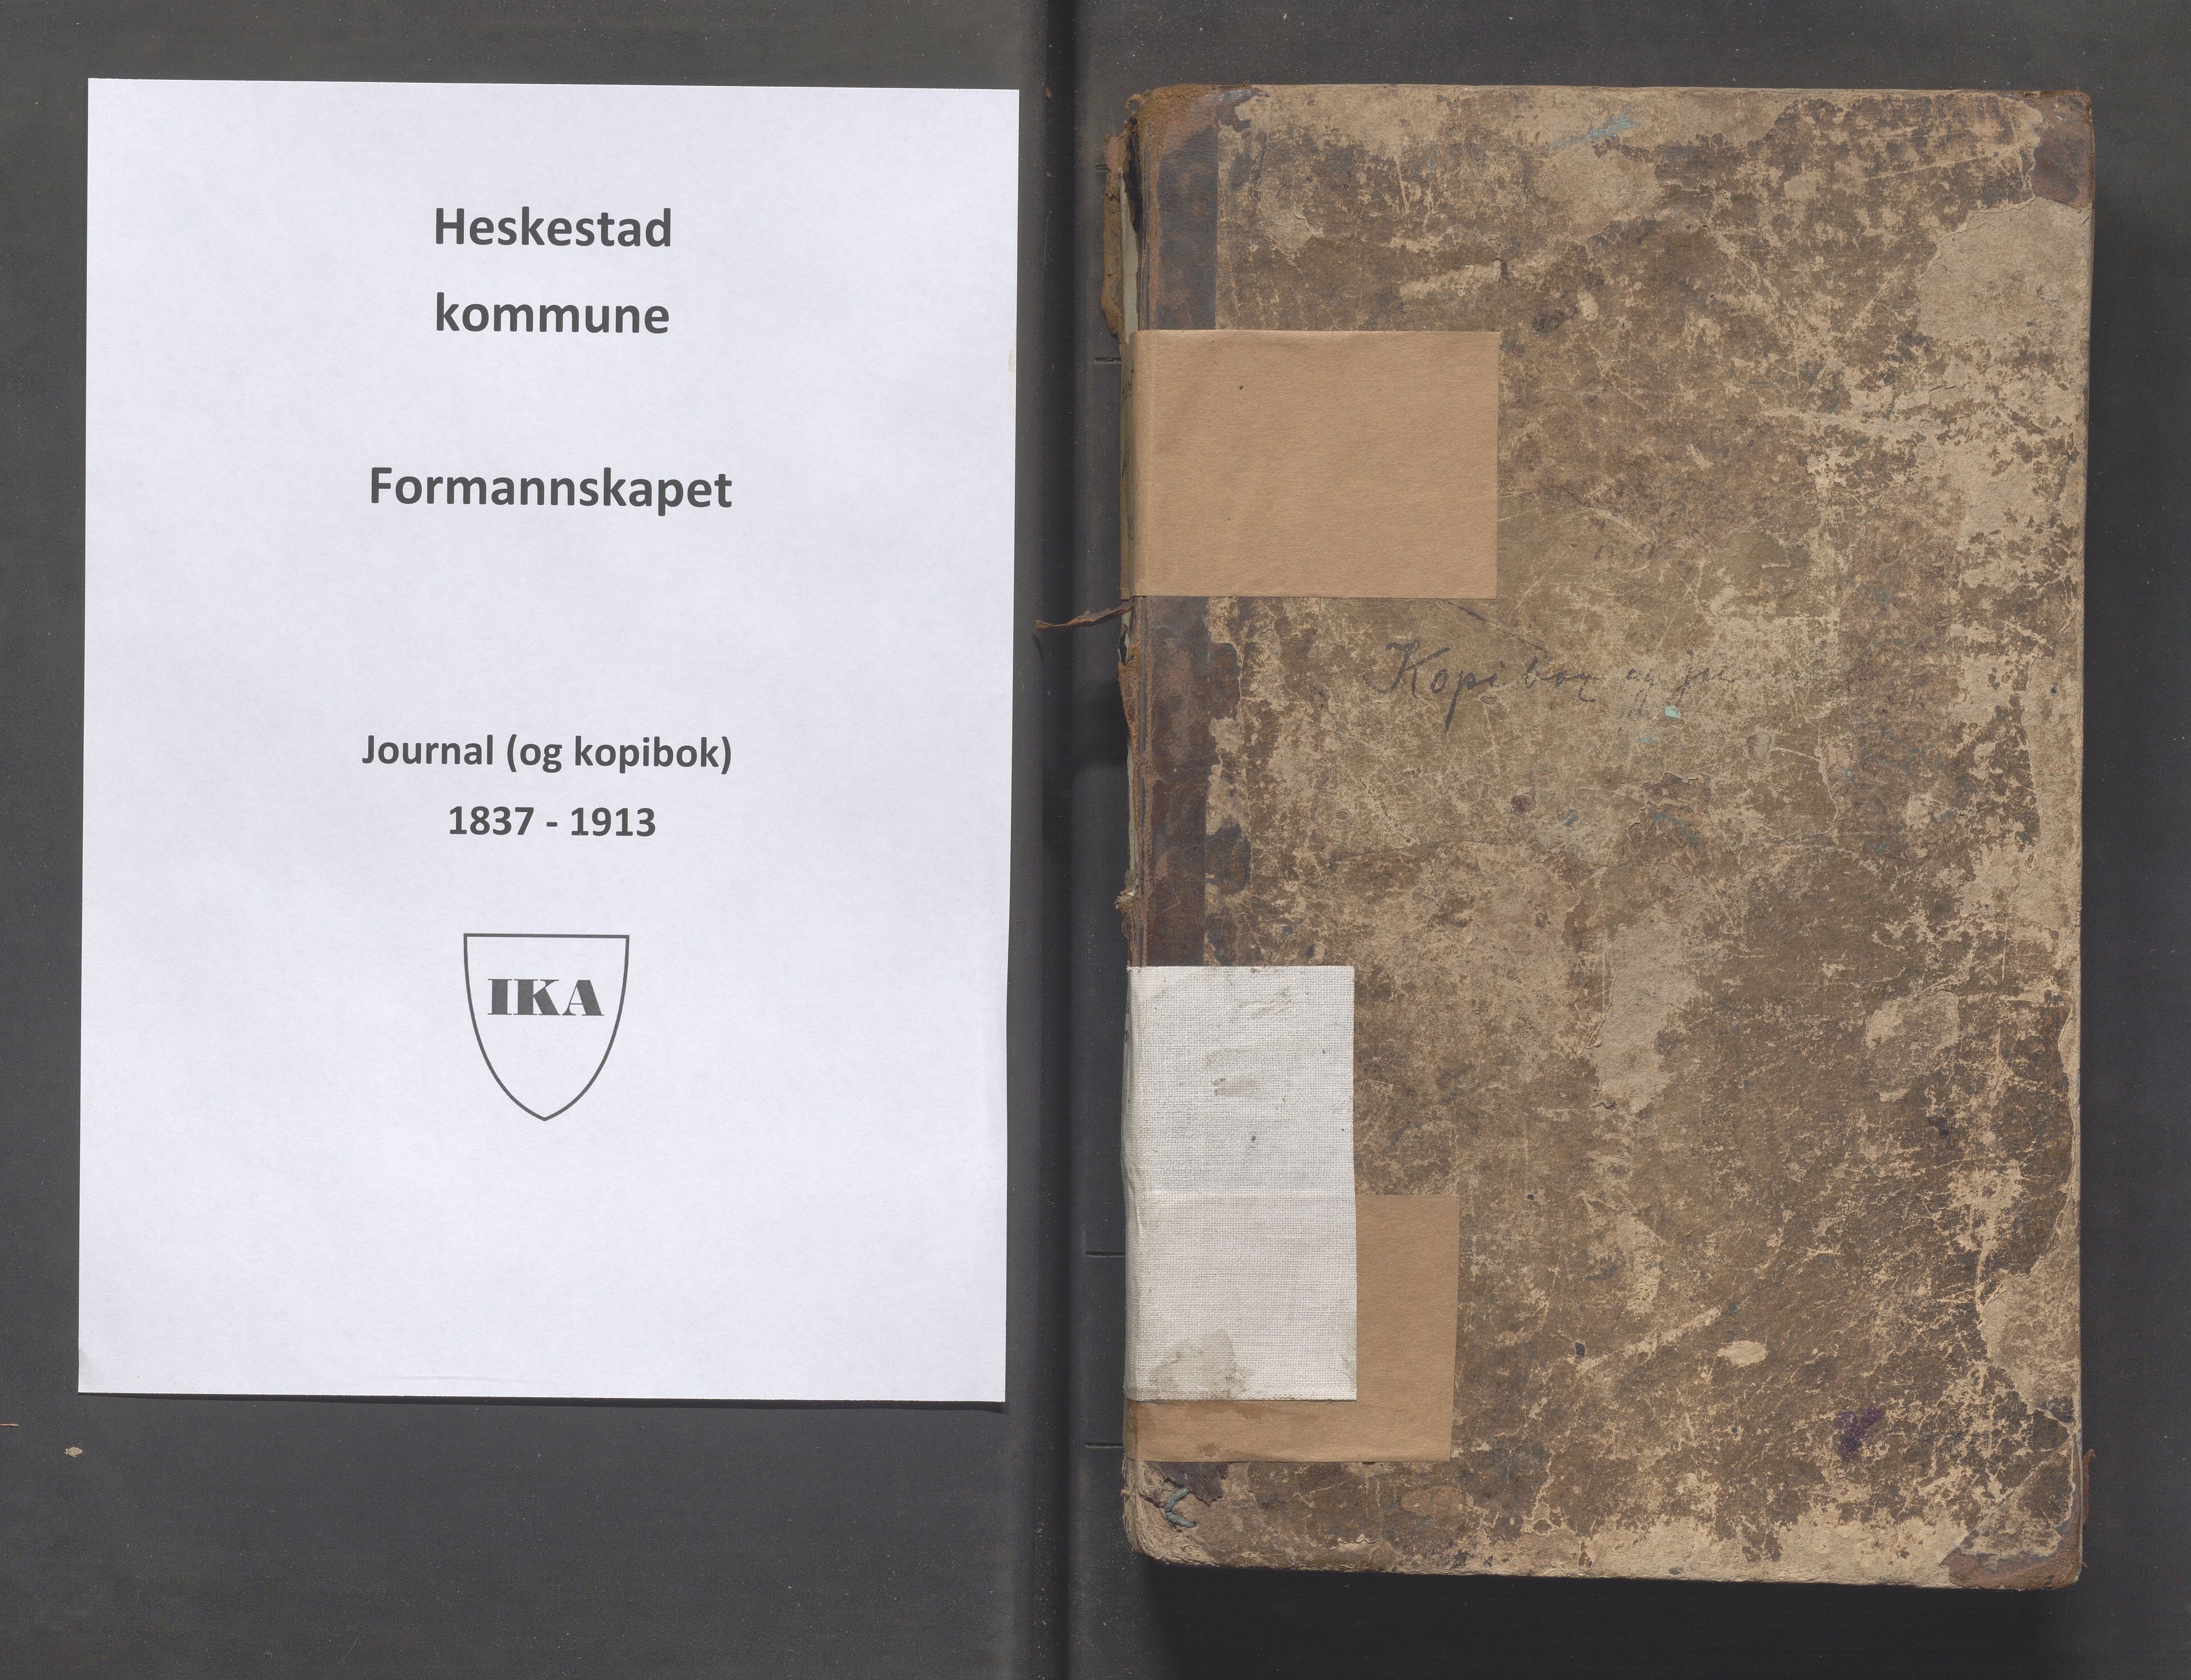 Heskestad
kommune
Formannskapet
Journal (og kopibok)
1837 - 1913
IKA
Kopibog og